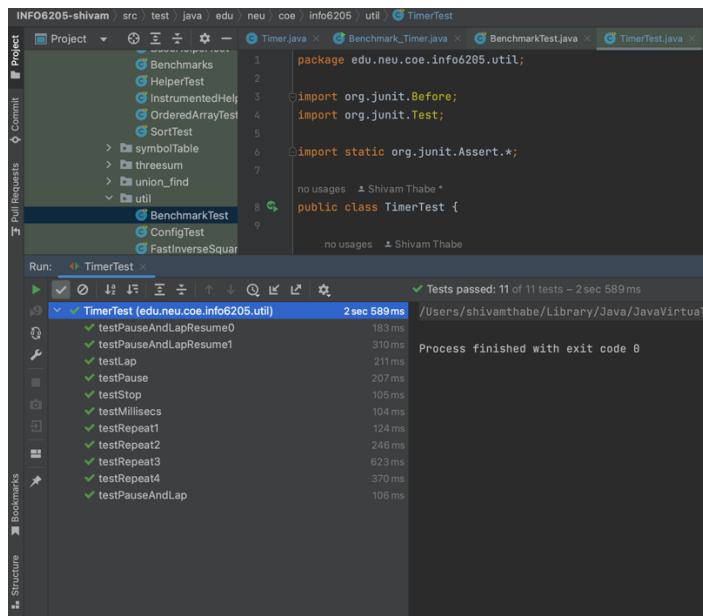 INFO6205-shivam > src > test > java > edu > neu > coe > info6205 > util > TimerTest
Project
Timer.java × Benchmark_Timer.java × BenchmarkTest.java × TimerTest.java ×
Benchmarks
HelperTest
InstrumentedHelp
OrderedArrayTest
SortTest
> symbolTable
> threesum
> union_find
util
BenchmarkTest
ConfigTest
FastInverseSquar
1 package edu.neu.coe.info6205.util;
2
3 import org.junit.Before;
4 import org.junit.Test;
5
6 import static org.junit.Assert.*;
7
no usages Shivam Thabe *
8 public class TimerTest {
9
no usages Shivam Thabe
Project
Commit
Pull Requests
Bookmarks
Structure
Run: TimerTest ×
Tests passed: 11 of 11 tests – 2 sec 589 ms
TimerTest (edu.neu.coe.info6205.util) 2 sec 589 ms
testPauseAndLapResume0 183 ms
testPauseAndLapResume1 310 ms
testLap 211 ms
testPause 207 ms
testStop 105 ms
testMillisecs 104 ms
testRepeat1 124 ms
testRepeat2 246 ms
testRepeat3 623 ms
testRepeat4 370 ms
testPauseAndLap 106 ms
/Users/shivamthabe/Library/Java/JavaVirtua
Process finished with exit code 0